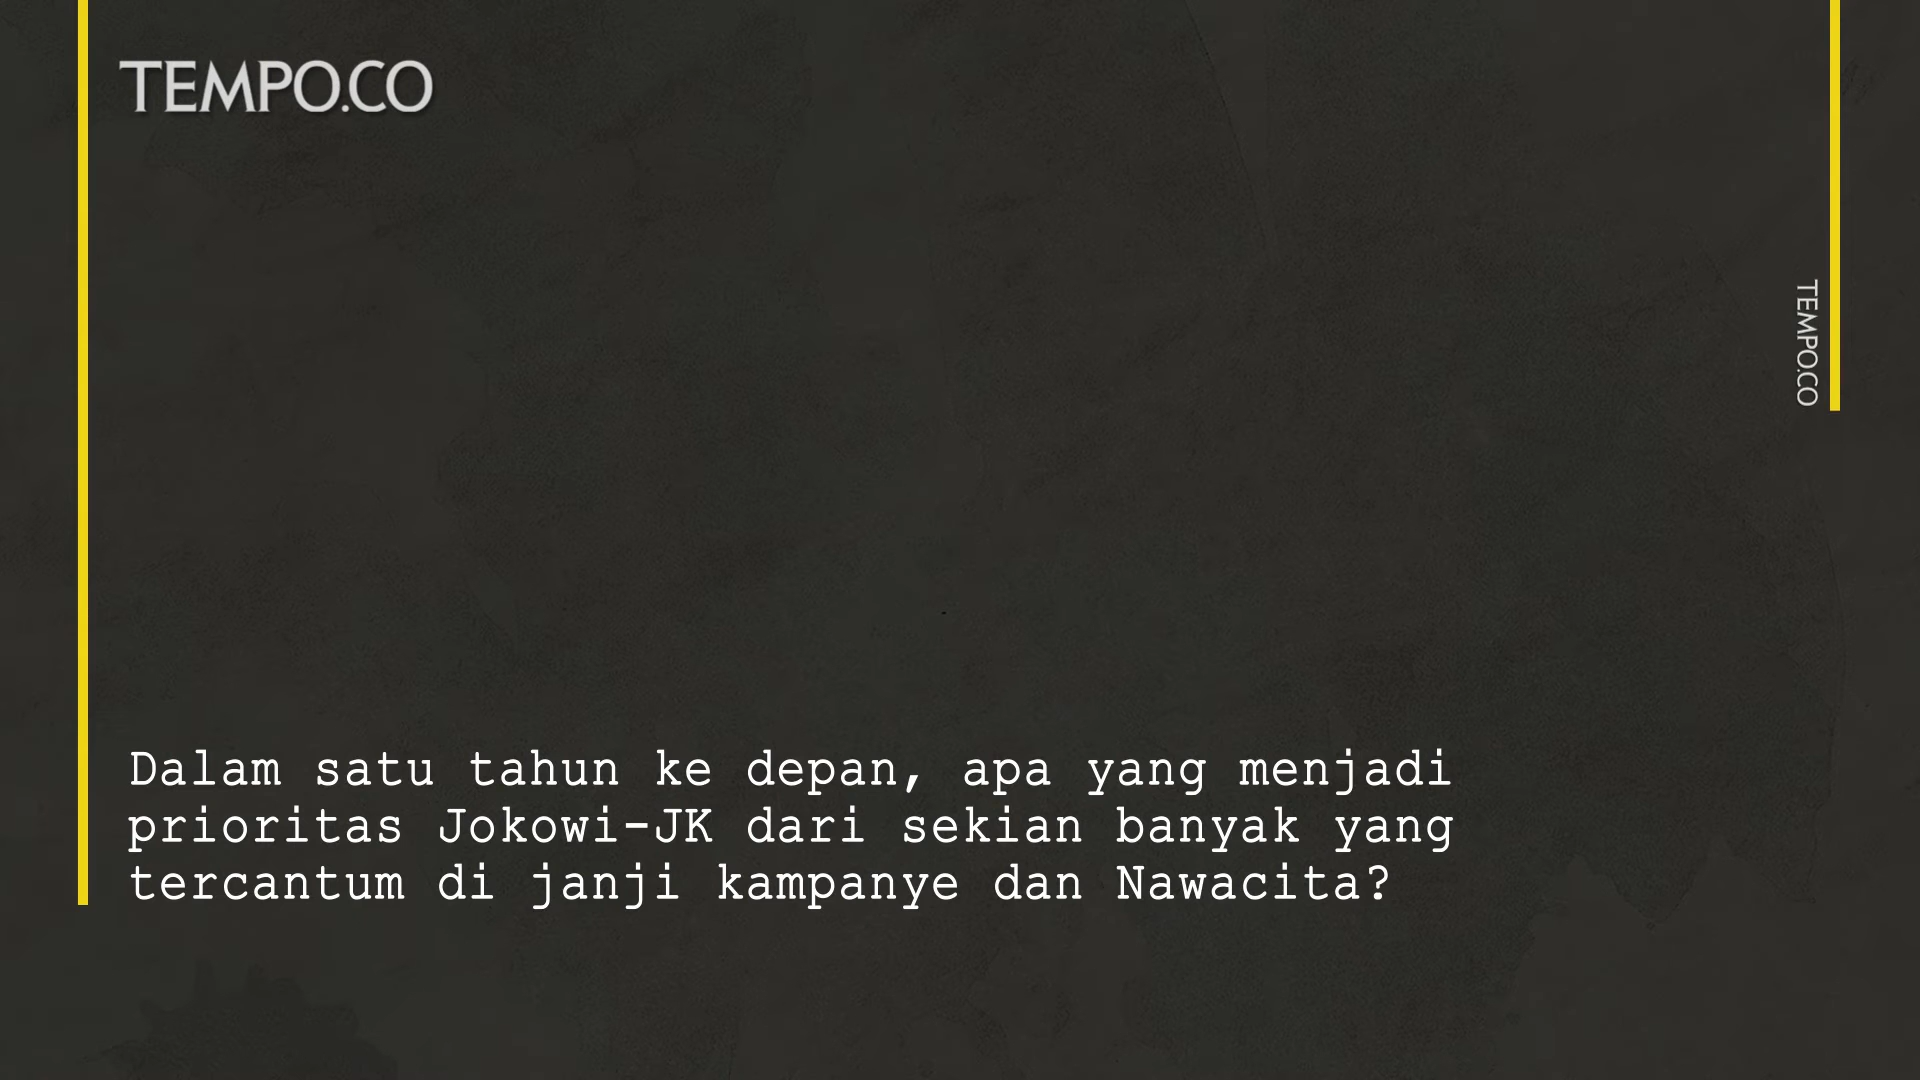 TEMPO.CO
TEMPO.CO
Dalam satu tahun ke depan, apa yang menjadi
prioritas Jokowi-JK dari sekian banyak yang
tercantum di janji kampanye dan Nawacita?